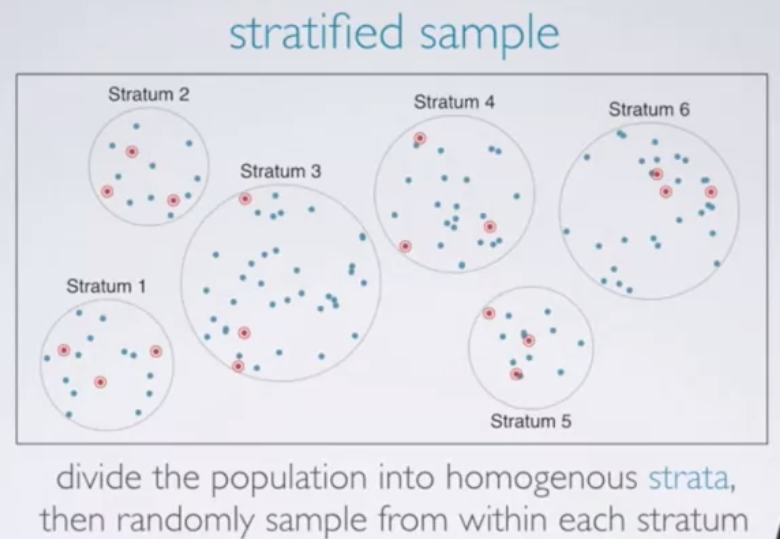 stratified sample
Stratum 2
Stratum 4
Stratum 6
Stratum 3
Stratum 1
Stratum 5
divide the population into homogenous strata,
then randomly sample from within each stratum